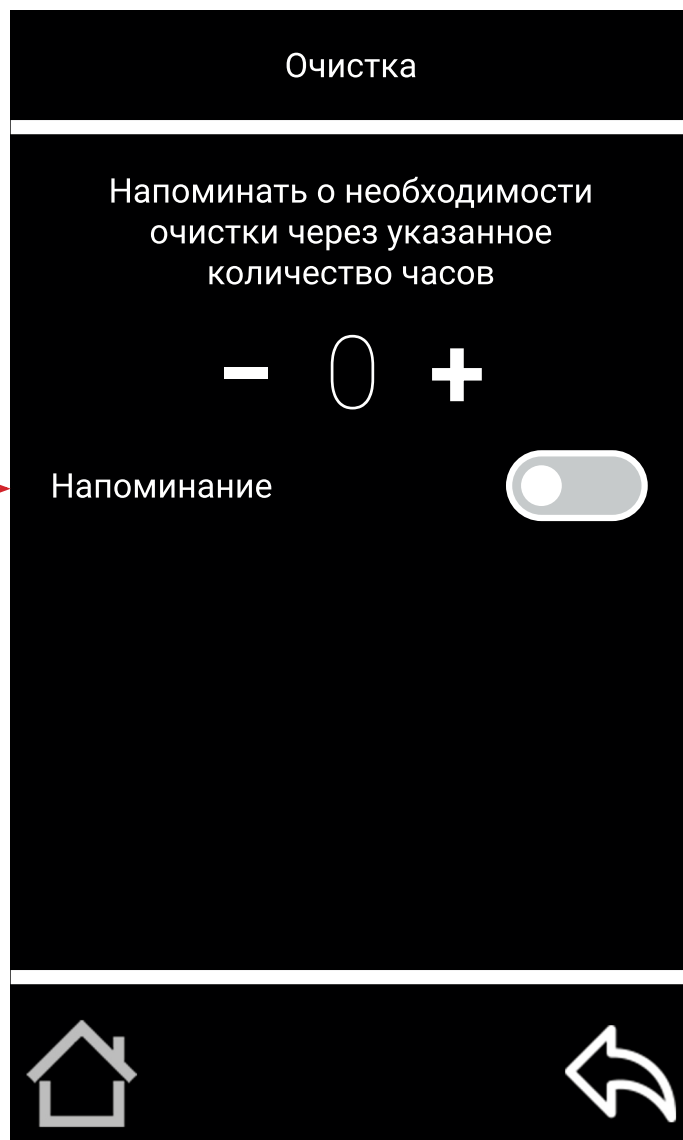 Очистка
Напоминать о необходимости
очистки через указанное
количество часов
− 0 +
Напоминание